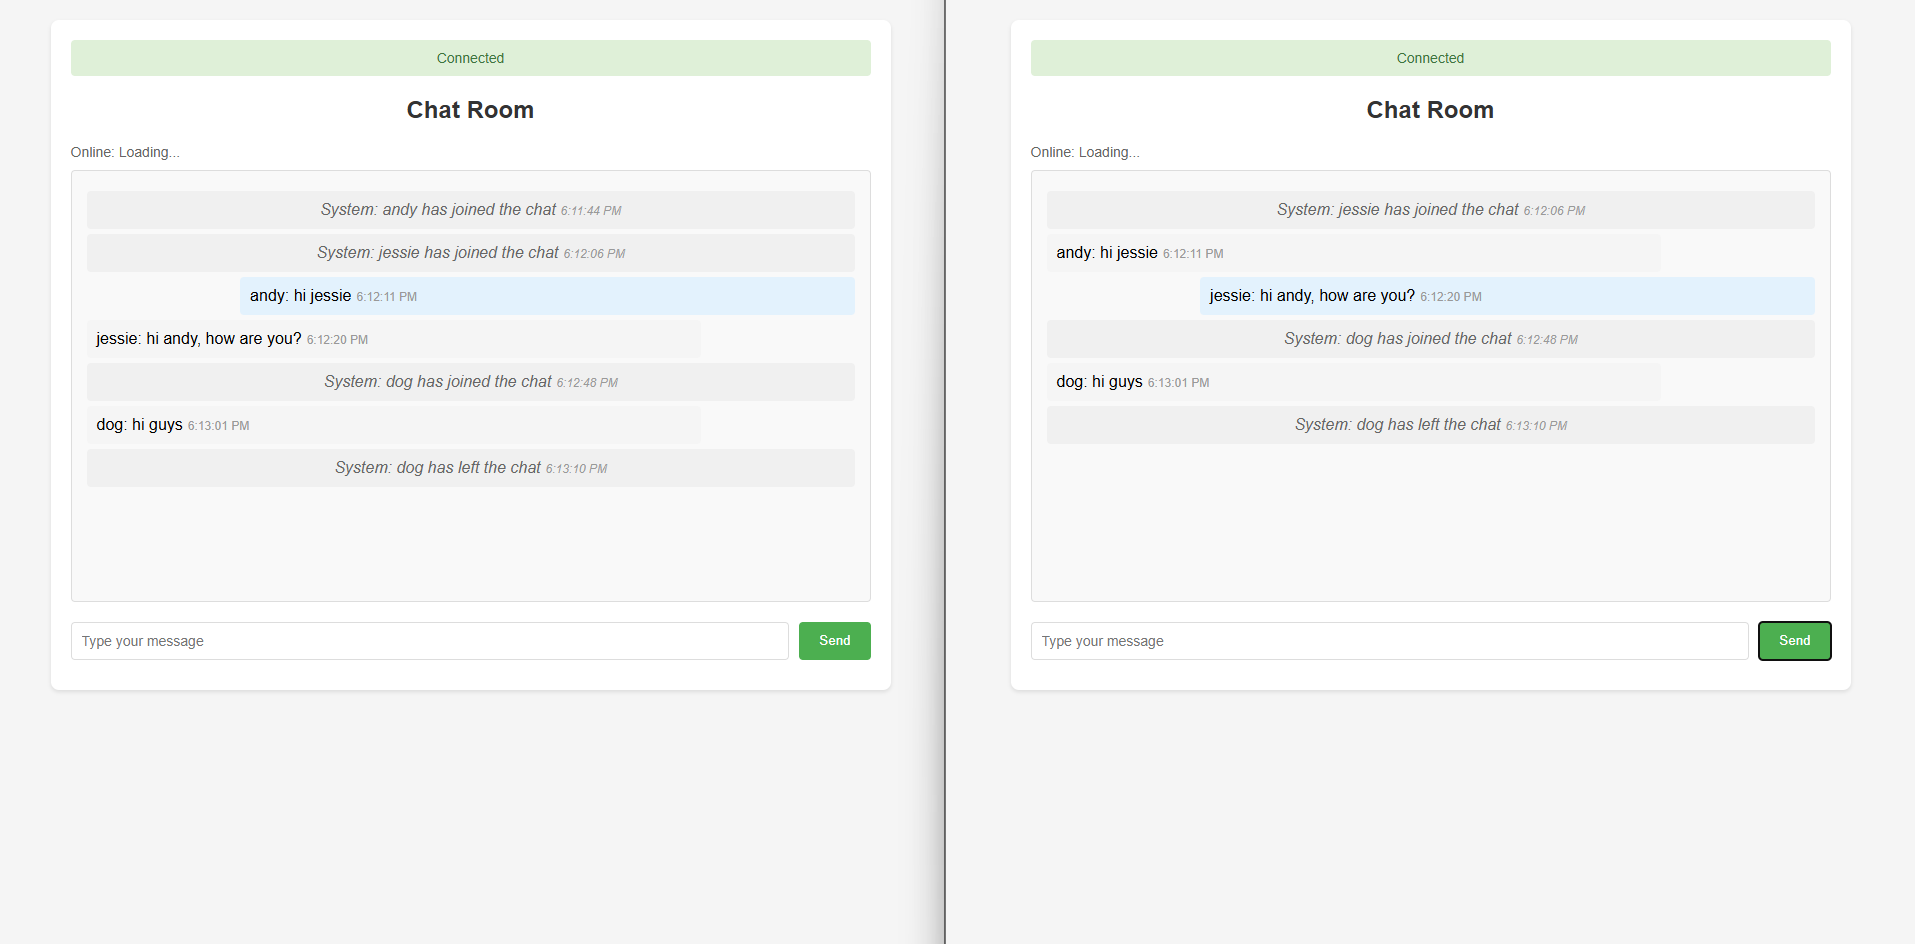 Connected
Chat Room
Online: Loading...
System: andy has joined the chat 6:11:44 PM
System: jessie has joined the chat 6:12:06 PM
andy: hi jessie 6:12:11 PM
jessie: hi andy, how are you? 6:12:20 PM
System: dog has joined the chat 6:12:48 PM
dog: hi guys 6:13:01 PM
System: dog has left the chat 6:13:10 PM
Type your message
Send
Connected
Chat Room
Online: Loading...
System: jessie has joined the chat 6:12:06 PM
andy: hi jessie 6:12:11 PM
jessie: hi andy, how are you? 6:12:20 PM
System: dog has joined the chat 6:12:48 PM
dog: hi guys 6:13:01 PM
System: dog has left the chat 6:13:10 PM
Type your message
Send